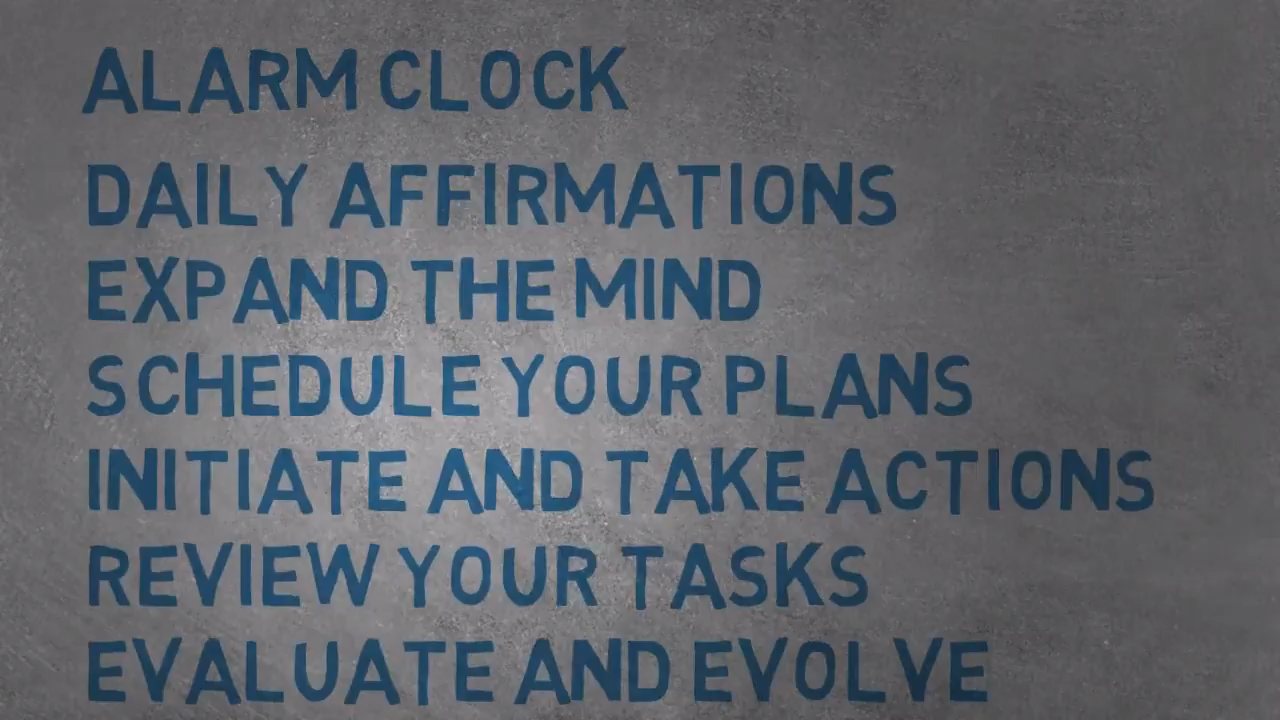 ALARM CLOCK
DAILY AFFIRMATIONS
EXPAND THE MIND
SCHEDULE YOUR PLANS
INITIATE AND TAKE ACTIONS
REVIEW YOUR TASKS
EVALUATE AND EVOLVE